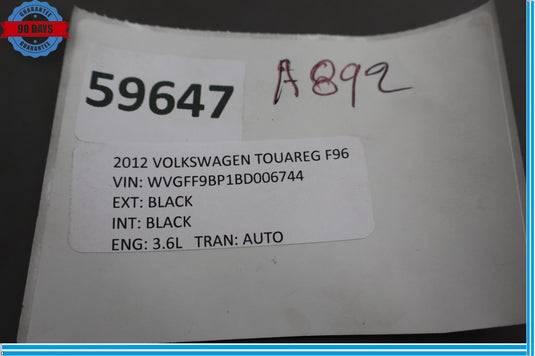 GUARANTEE
90 DAYS
GUARANTEE
59647
A892
2012 VOLKSWAGEN TOUAREG F96
VIN: WVGFF9BP1BD006744
EXT: BLACK
INT: BLACK
ENG: 3.6L TRAN: AUTO